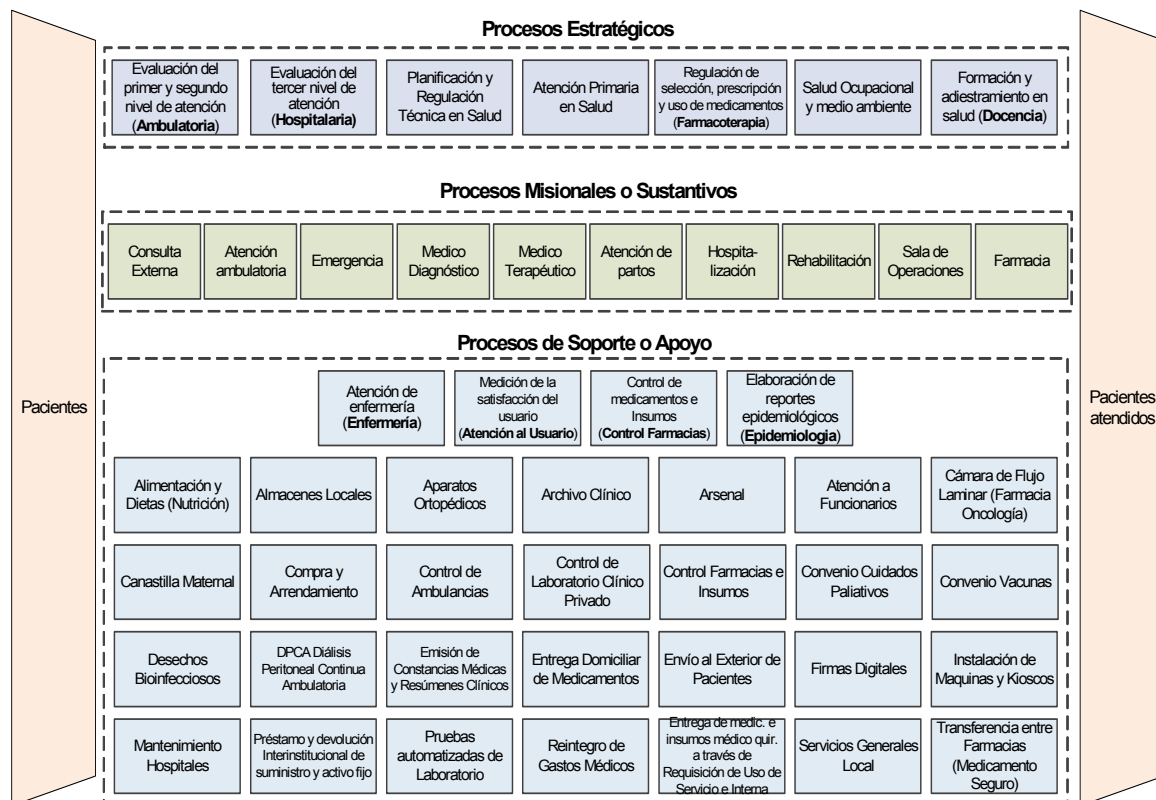 Procesos Estratégicos
Evaluación del
primer y segundo
nivel de atención
(Ambulatoria)
Evaluación del
tercer nivel de
atención
(Hospitalaria)
Planificación y
Regulación
Técnica en Salud
Atención Primaria
en Salud
Regulación de
selección, prescripción
y uso de medicamentos
(Farmacoterapia)
Salud Ocupacional
y medio ambiente
Formación y
adiestramiento en
salud (Docencia)
Procesos Misionales o Sustantivos
Consulta
Externa
Atención
ambulatoria
Emergencia
Medico
Diagnóstico
Medico
Terapéutico
Atención de
partos
Hospita-
lización
Rehabilitación
Sala de
Operaciones
Farmacia
Procesos de Soporte o Apoyo
Pacientes
Pacientes
atendidos
Atención de
enfermería
(Enfermería)
Medición de la
satisfacción del
usuario
(Atención al Usuario)
Control de
medicamentos e
Insumos
(Control Farmacias)
Elaboración de
reportes
epidemiológicos
(Epidemiologia)
Alimentación y
Dietas (Nutrición)
Almacenes Locales
Aparatos
Ortopédicos
Archivo Clínico
Arsenal
Atención a
Funcionarios
Cámara de Flujo
Laminar (Farmacia
Oncología)
Canastilla Maternal
Compra y
Arrendamiento
Control de
Ambulancias
Control de
Laboratorio Clínico
Privado
Control Farmacias e
Insumos
Convenio Cuidados
Paliativos
Convenio Vacunas
Desechos
Bioinfecciosos
DPCA Diálisis
Peritoneal Continua
Ambulatoria
Emisión de
Constancias Médicas
y Resúmenes Clínicos
Entrega Domiciliar
de Medicamentos
Envío al Exterior de
Pacientes
Firmas Digitales
Instalación de
Maquinas y Kioscos
Mantenimiento
Hospitales
Préstamo y devolución
Interinstitucional de
suministro y activo fijo
Pruebas
automatizadas de
Laboratorio
Reintegro de
Gastos Médicos
Entrega de medic. e
insumos médico quir.
a través de
Requisición de Uso de
Servicio e Interna
Servicios Generales
Local
Transferencia entre
Farmacias
(Medicamento
Seguro)